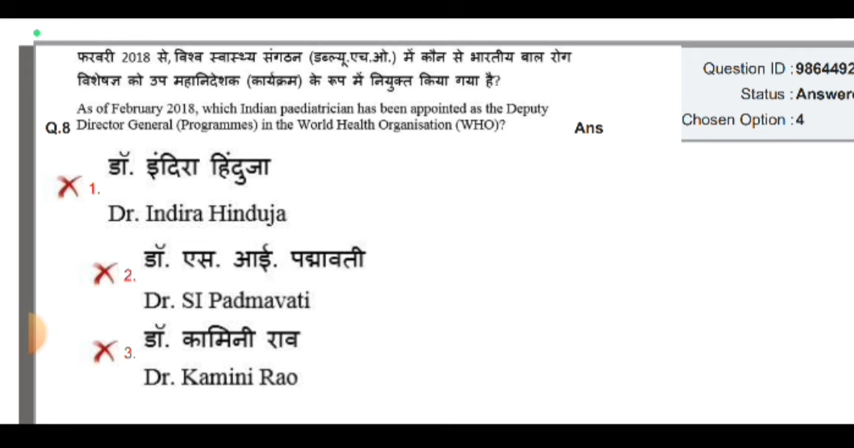 फरवरी 2018 से, विश्व स्वास्थ्य संगठन (डब्ल्यू.एच.ओ.) में कौन से भारतीय बाल रोग
विशेषज्ञ को उप महानिदेशक (कार्यक्रम) के रूप में नियुक्त किया गया है?
As of February 2018, which Indian paediatrician has been appointed as the Deputy
Q.8 Director General (Programmes) in the World Health Organisation (WHO)?
Ans
1. डॉ. इंदिरा हिंदुजा
Dr. Indira Hinduja
2. डॉ. एस. आई. पद्मावती
Dr. SI Padmavati
3. डॉ. कामिनी राव
Dr. Kamini Rao
Question ID : 9864492
Status : Answer
Chosen Option : 4